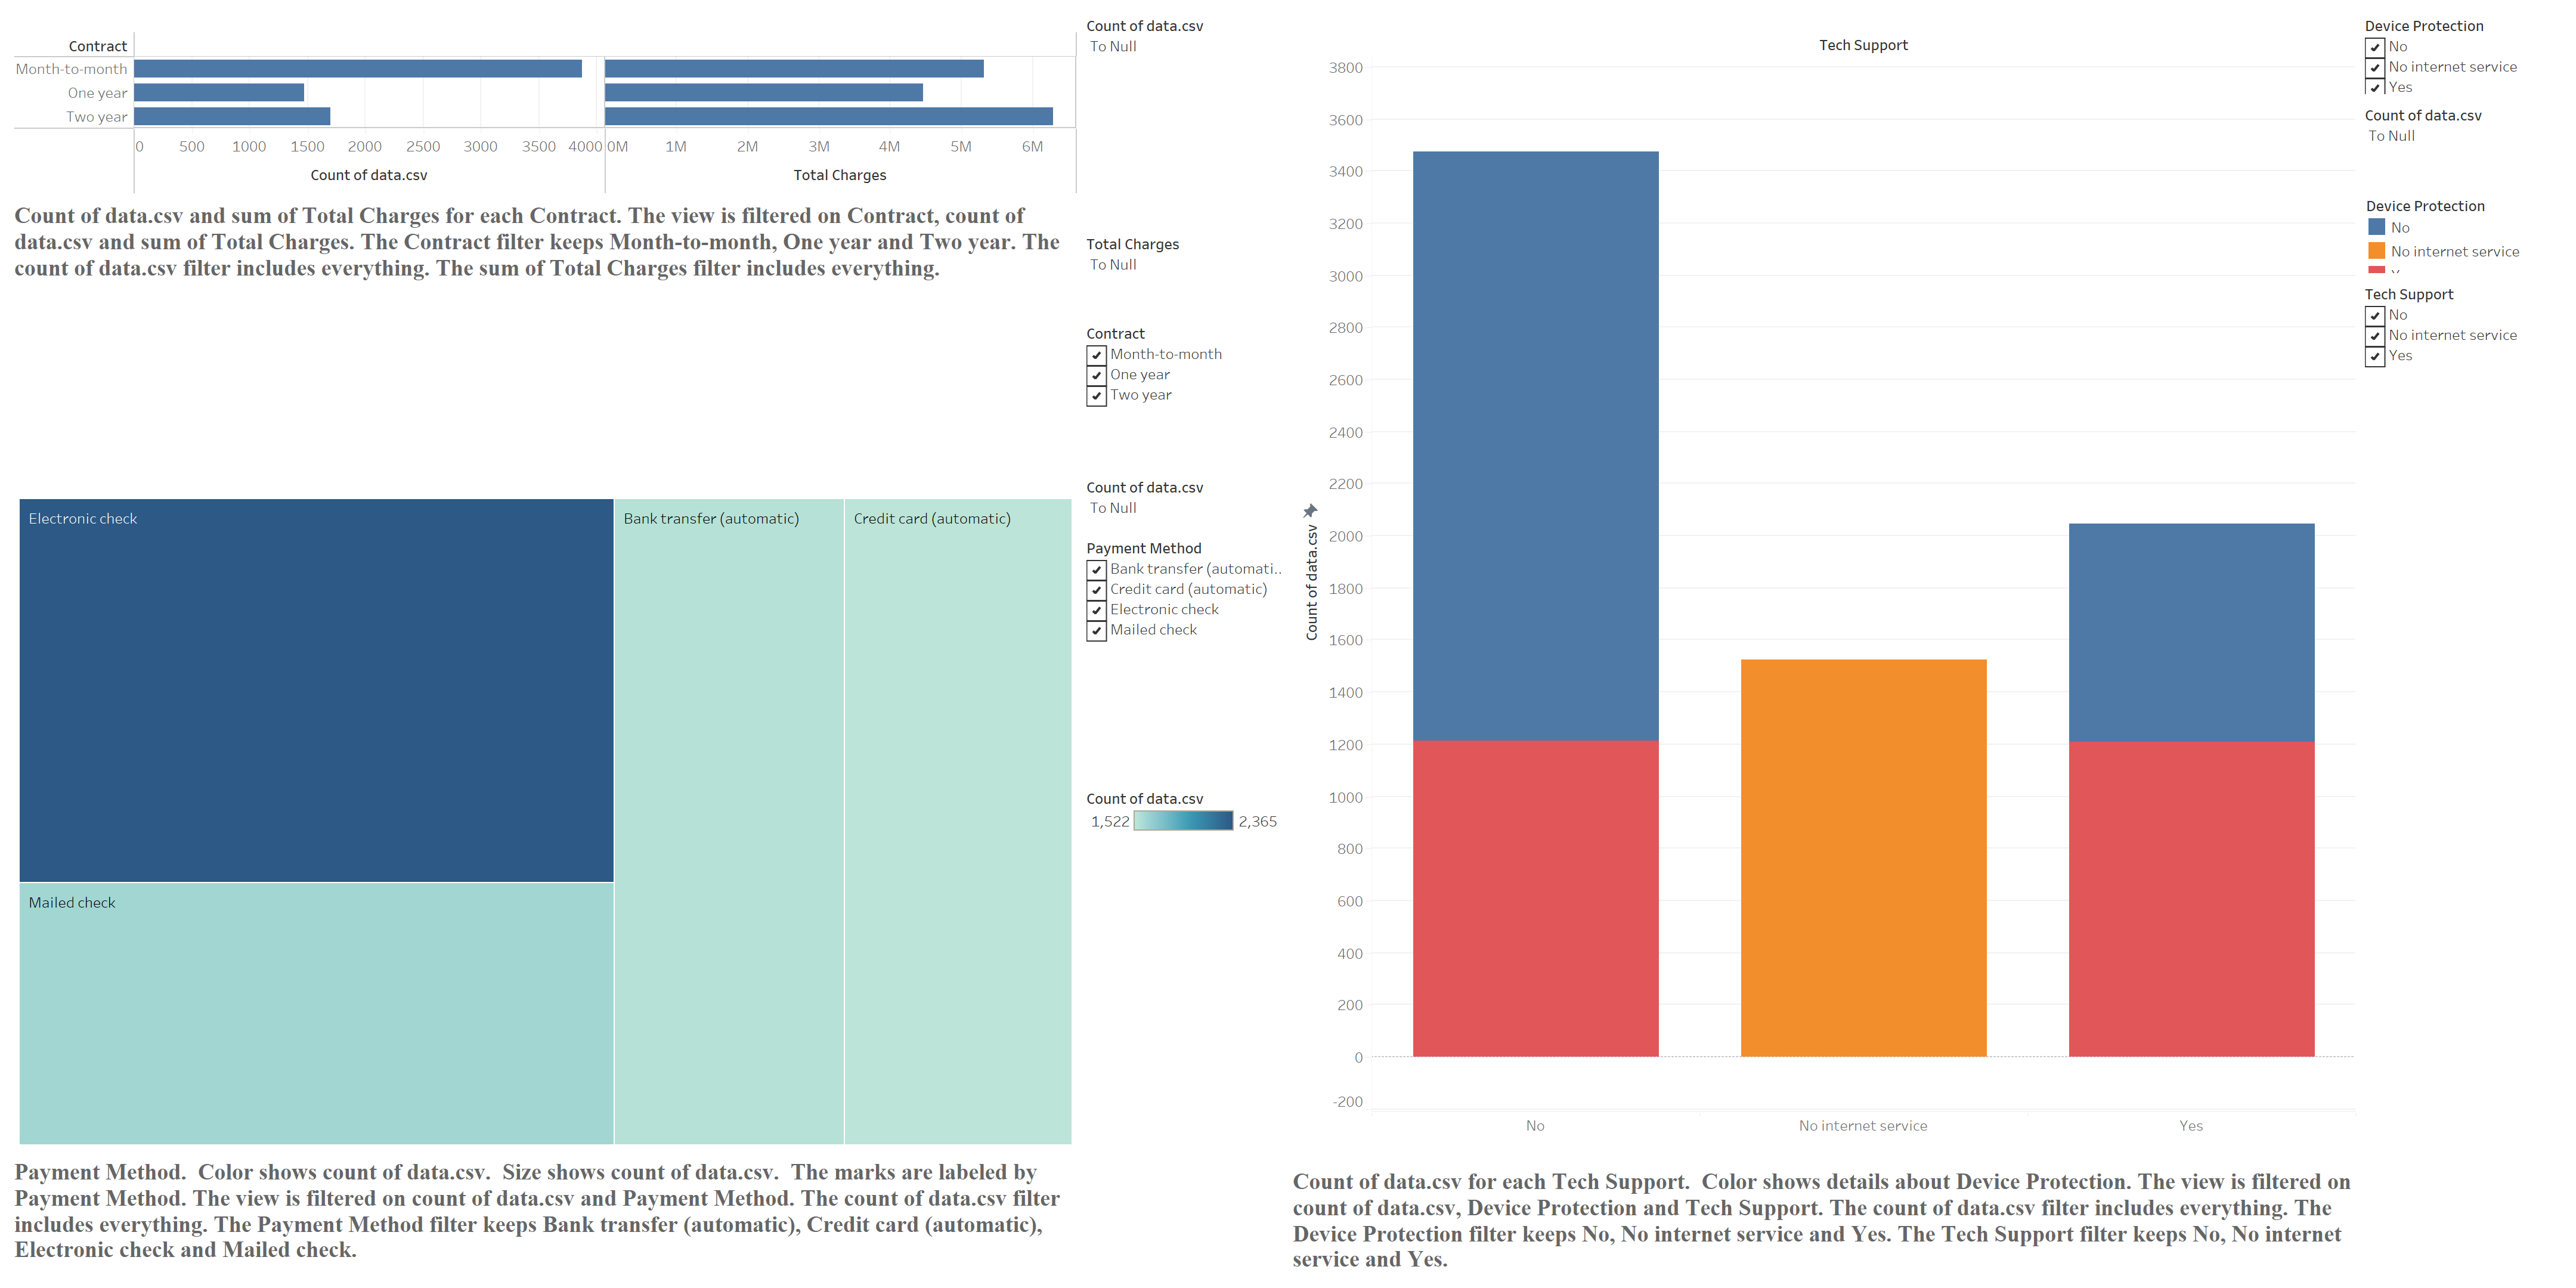 Contract
Month-to-month
One year
Two year
0 500 1000 1500 2000 2500 3000 3500 4000 0M 1M 2M 3M 4M 5M 6M
Count of data.csv Total Charges
Count of data.csv and sum of Total Charges for each Contract. The view is filtered on Contract, count of
data.csv and sum of Total Charges. The Contract filter keeps Month-to-month, One year and Two year. The
count of data.csv filter includes everything. The sum of Total Charges filter includes everything.
Count of data.csv
To Null
Total Charges
To Null
Contract
Month-to-month
One year
Two year
Electronic check
Bank transfer (automatic)
Credit card (automatic)
Mailed check
Count of data.csv
To Null
Payment Method
Bank transfer (automati..
Credit card (automatic)
Electronic check
Mailed check
Count of data.csv
1,522 2,365
Payment Method. Color shows count of data.csv. Size shows count of data.csv. The marks are labeled by
Payment Method. The view is filtered on count of data.csv and Payment Method. The count of data.csv filter
includes everything. The Payment Method filter keeps Bank transfer (automatic), Credit card (automatic),
Electronic check and Mailed check.
Tech Support
3800
3600
3400
3200
3000
2800
2600
2400
2200
2000
1800
1600
1400
1200
1000
800
600
400
200
0
-200
Count of data.csv
No No internet service Yes
Count of data.csv for each Tech Support. Color shows details about Device Protection. The view is filtered on
count of data.csv, Device Protection and Tech Support. The count of data.csv filter includes everything. The
Device Protection filter keeps No, No internet service and Yes. The Tech Support filter keeps No, No internet
service and Yes.
Device Protection
No
No internet service
Yes
Count of data.csv
To Null
Device Protection
No
No internet service
Tech Support
No
No internet service
Yes